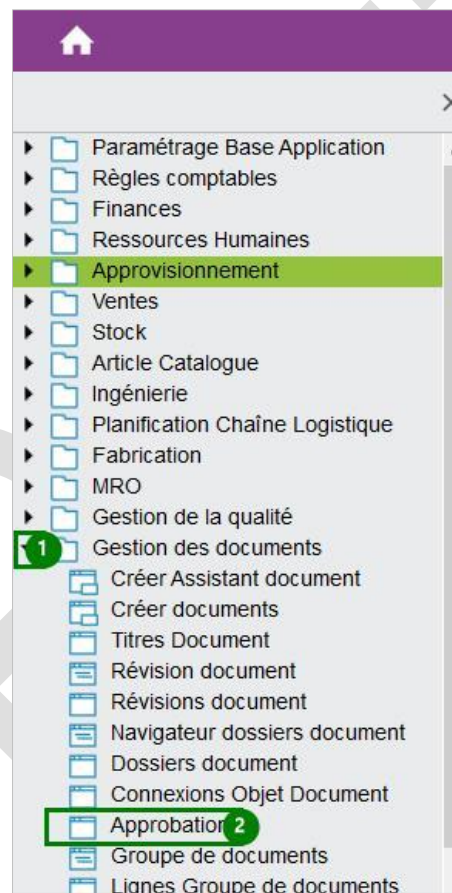 Paramétrage Base Application
Règles comptables
Finances
Ressources Humaines
Approvisionnement
Ventes
Stock
Article Catalogue
Ingénierie
Planification Chaîne Logistique
Fabrication
MRO
Gestion de la qualité
1 Gestion des documents
Créer Assistant document
Créer documents
Titres Document
Révision document
Révisions document
Navigateur dossiers document
Dossiers document
Connexions Objet Document
Approbation 2
Groupe de documents
Lignes Groupe de documents